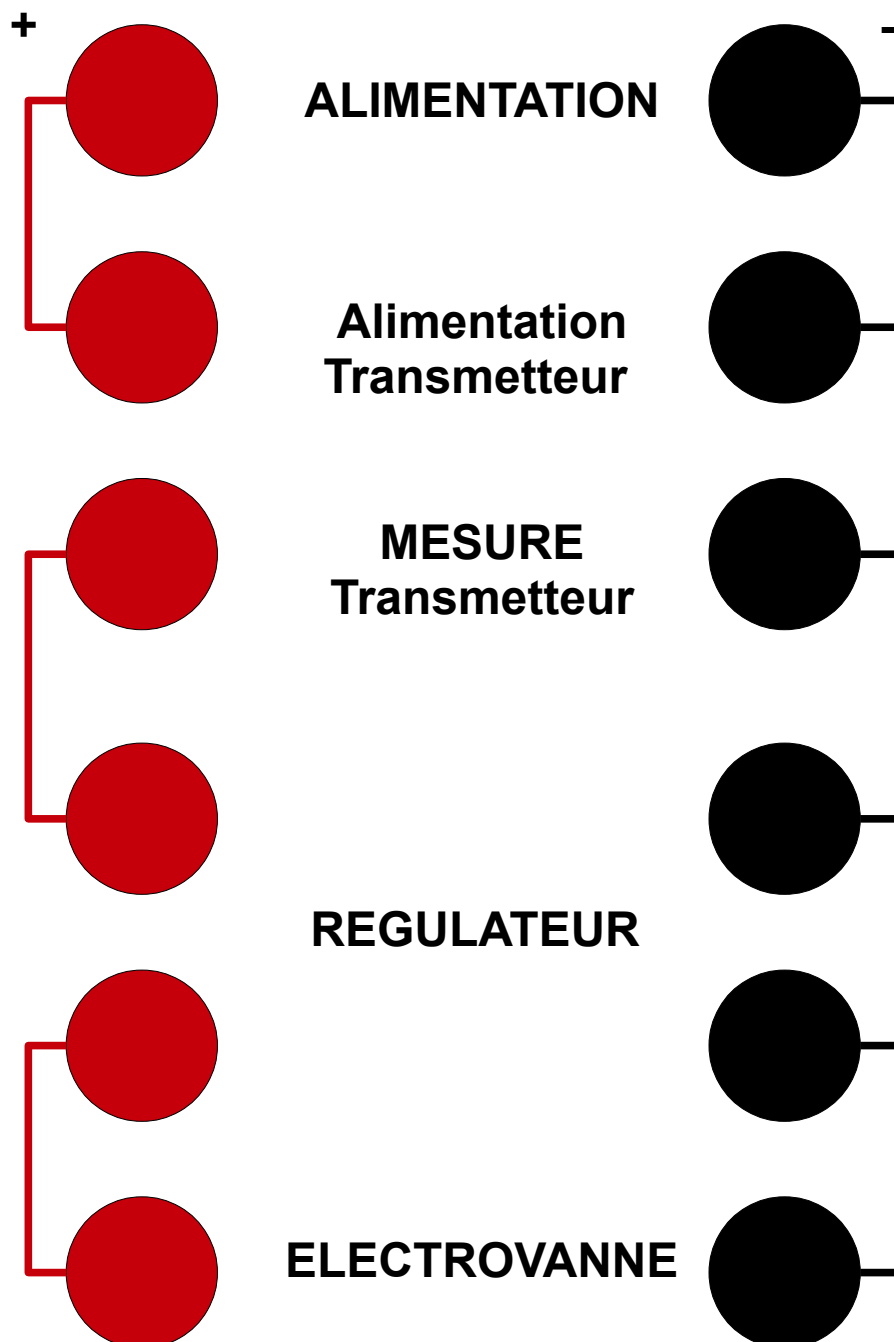 +
-
ALIMENTATION
Alimentation
Transmetteur
MESURE
Transmetteur
REGULATEUR
ELECTROVANNE